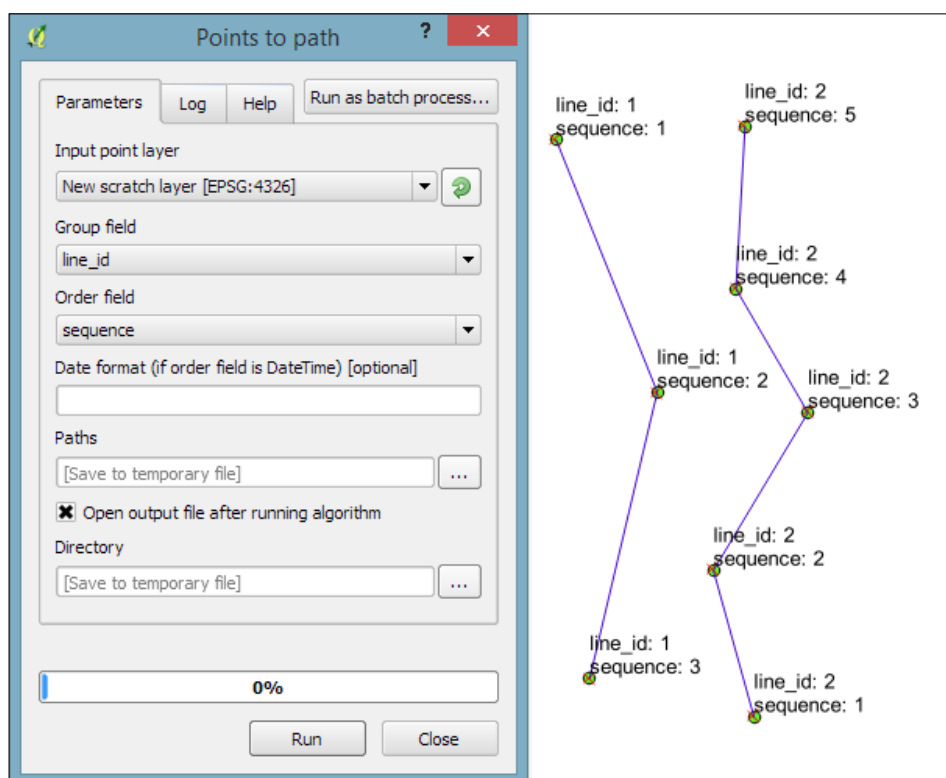 Points to path
?
×
Parameters
Log
Help
Run as batch process...
Input point layer
New scratch layer [EPSG:4326]
Group field
line_id
Order field
sequence
Date format (if order field is DateTime) [optional]
Paths
[Save to temporary file]
...
Open output file after running algorithm
Directory
[Save to temporary file]
...
0%
Run
Close
line_id: 1
sequence: 1
line_id: 2
sequence: 5
line_id: 2
sequence: 4
line_id: 1
sequence: 2
line_id: 2
sequence: 3
line_id: 2
sequence: 2
line_id: 1
sequence: 3
line_id: 2
sequence: 1